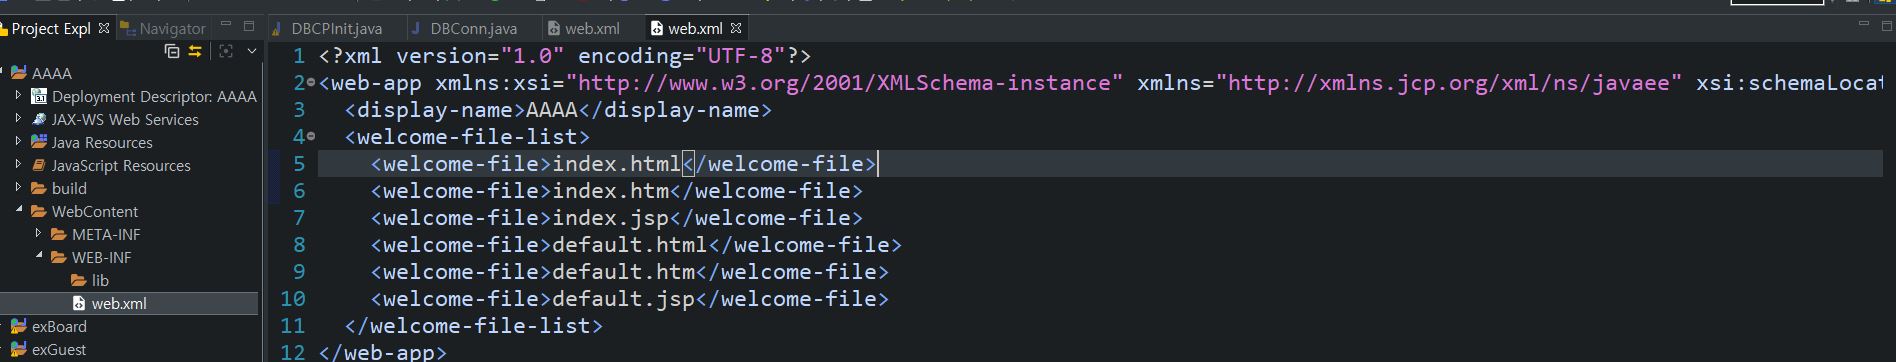 Project Expl
Navigator
AAAA
Deployment Descriptor: AAAA
JAX-WS Web Services
Java Resources
JavaScript Resources
build
WebContent
META-INF
WEB-INF
lib
web.xml
exBoard
exGuest
DBCPInit.java
DBConn.java
web.xml
web.xml
1 <?xml version="1.0" encoding="UTF-8"?>
2 <web-app xmlns:xsi="http://www.w3.org/2001/XMLSchema-instance" xmlns="http://xmlns.jcp.org/xml/ns/javaee" xsi:schemaLocat
3 <display-name>AAAA</display-name>
4 <welcome-file-list>
5 <welcome-file>index.html</welcome-file>
6 <welcome-file>index.htm</welcome-file>
7 <welcome-file>index.jsp</welcome-file>
8 <welcome-file>default.html</welcome-file>
9 <welcome-file>default.htm</welcome-file>
10 <welcome-file>default.jsp</welcome-file>
11 </welcome-file-list>
12 </web-app>